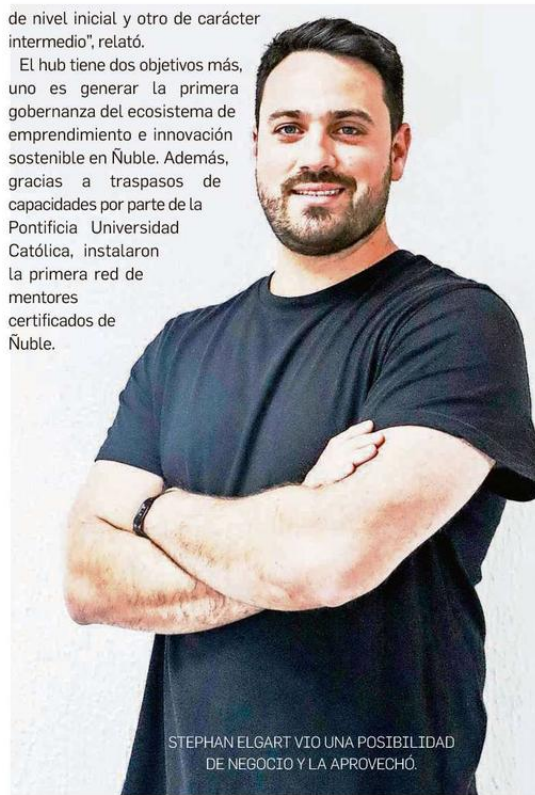 de nivel inicial y otro de carácter
intermedio”, relató.
El hub tiene dos objetivos más,
uno es generar la primera
gobernanza del ecosistema de
emprendimiento e innovación
sostenible en Ñuble. Además,
gracias a traspasos de
capacidades por parte de la
Pontificia Universidad
Católica, instalaron
la primera red de
mentores
certificados de
Ñuble.
STEPHAN ELGART VIO UNA POSIBILIDAD
DE NEGOCIO Y LA APROVECHÓ.